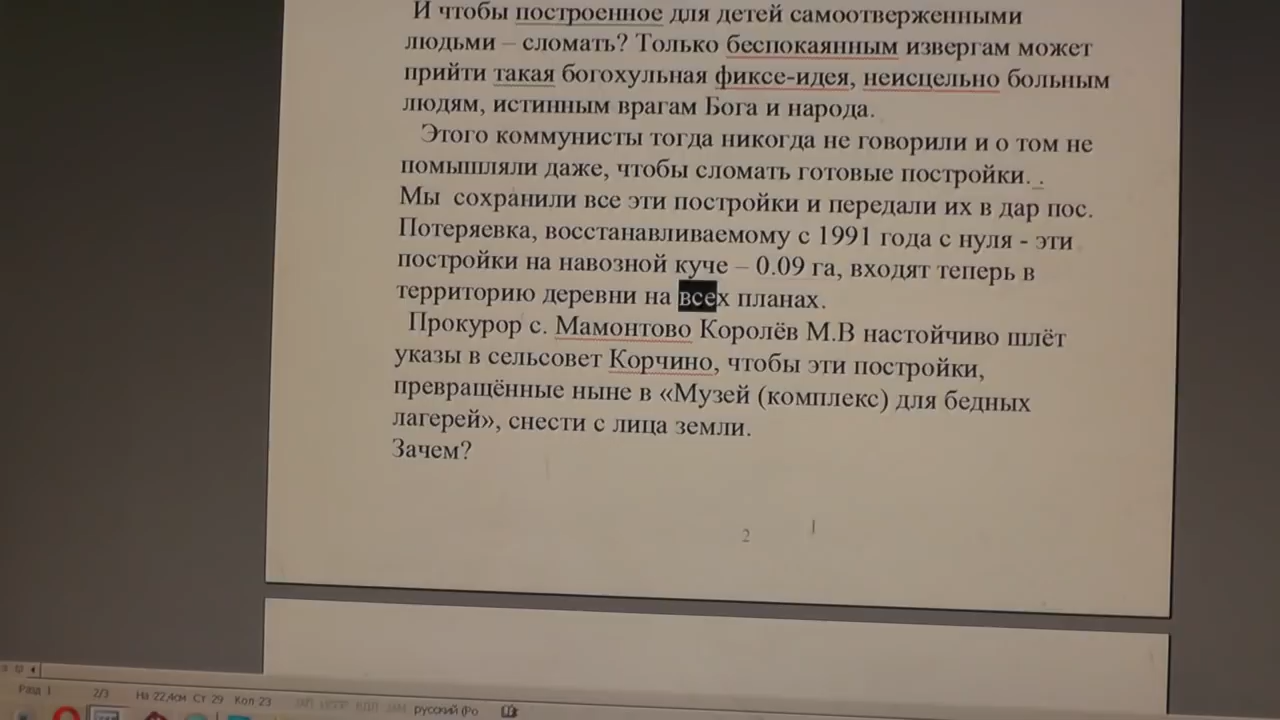 И чтобы построенное для детей самоотверженными
людьми – сломать? Только беспокаянным извергам может
прийти такая богохульная фиксе-идея, неисцельно больным
людям, истинным врагам Бога и народа.
Этого коммунисты тогда никогда не говорили и о том не
помышляли даже, чтобы сломать готовые постройки. .
Мы сохранили все эти постройки и передали их в дар пос.
Потеряевка, восстанавливаемому с 1991 года с нуля - эти
постройки на навозной куче – 0.09 га, входят теперь в
территорию деревни на всех планах.
Прокурор с. Мамонтово Королёв М.В настойчиво шлёт
указы в сельсовет Корчино, чтобы эти постройки,
превращённые ныне в «Музей (комплекс) для бедных
лагерей», снести с лица земли.
Зачем?
2
Разд 1 2/3 На 22,4см Ст 29 Кол 23 русский (Ро